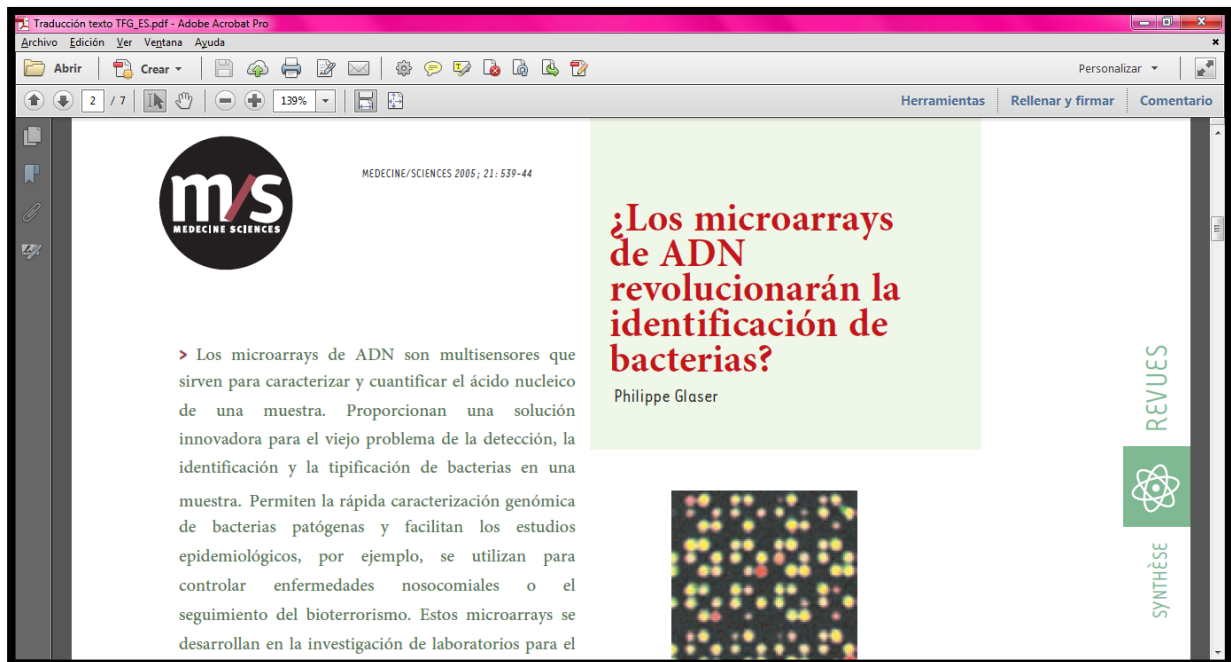 Traducción texto TFG_ES.pdf - Adobe Acrobat Pro
Archivo Edición Ver Ventana Ayuda
Abrir Crear Personalizar
2 / 7 139% Herramientas Rellenar y firmar Comentario
m/s
MEDECINE SCIENCES
MEDECINE/SCIENCES 2005 ; 21 : 539-44
¿Los microarrays
de ADN
revolucionarán la
identificación de
bacterias?
Philippe Glaser
> Los microarrays de ADN son multisensores que
sirven para caracterizar y cuantificar el ácido nucleico
de una muestra. Proporcionan una solución
innovadora para el viejo problema de la detección, la
identificación y la tipificación de bacterias en una
muestra. Permiten la rápida caracterización genómica
de bacterias patógenas y facilitan los estudios
epidemiológicos, por ejemplo, se utilizan para
controlar enfermedades nosocomiales o el
seguimiento del bioterrorismo. Estos microarrays se
desarrollan en la investigación de laboratorios para el
REVUES
SYNTHÈSE